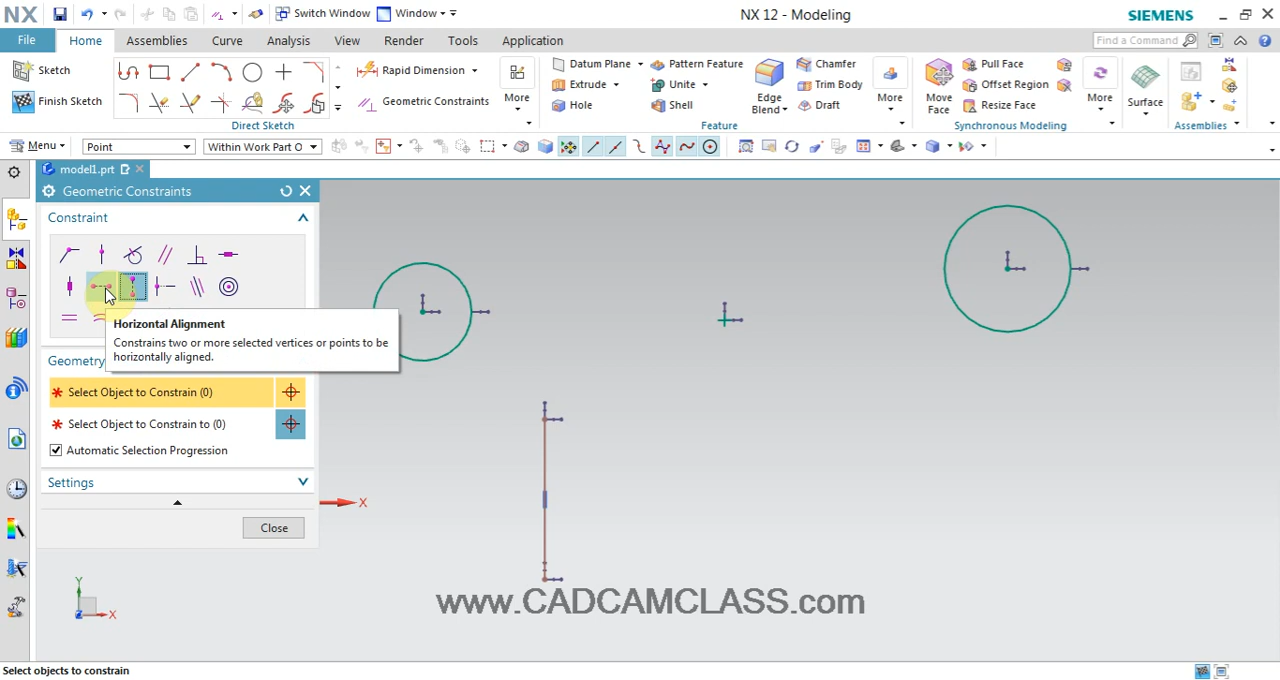 NX
Switch Window
Window
NX 12 - Modeling
SIEMENS
File
Home
Assemblies
Curve
Analysis
View
Render
Tools
Application
Find a Command
Sketch
Finish Sketch
Rapid Dimension
Geometric Constraints
More
Direct Sketch
Datum Plane
Extrude
Hole
Pattern Feature
Unite
Shell
Edge
Blend
Chamfer
Trim Body
Draft
More
Feature
Move
Face
Pull Face
Offset Region
Resize Face
More
Synchronous Modeling
Surface
Assemblies
Menu
Point
Within Work Part O
model1.prt
Geometric Constraints
Constraint
Horizontal Alignment
Constrains two or more selected vertices or points to be
horizontally aligned.
Geometry
Select Object to Constrain (0)
Select Object to Constrain to (0)
Automatic Selection Progression
Settings
Close
X
Y
Z
X
www.CADCAMCLASS.com
Select objects to constrain